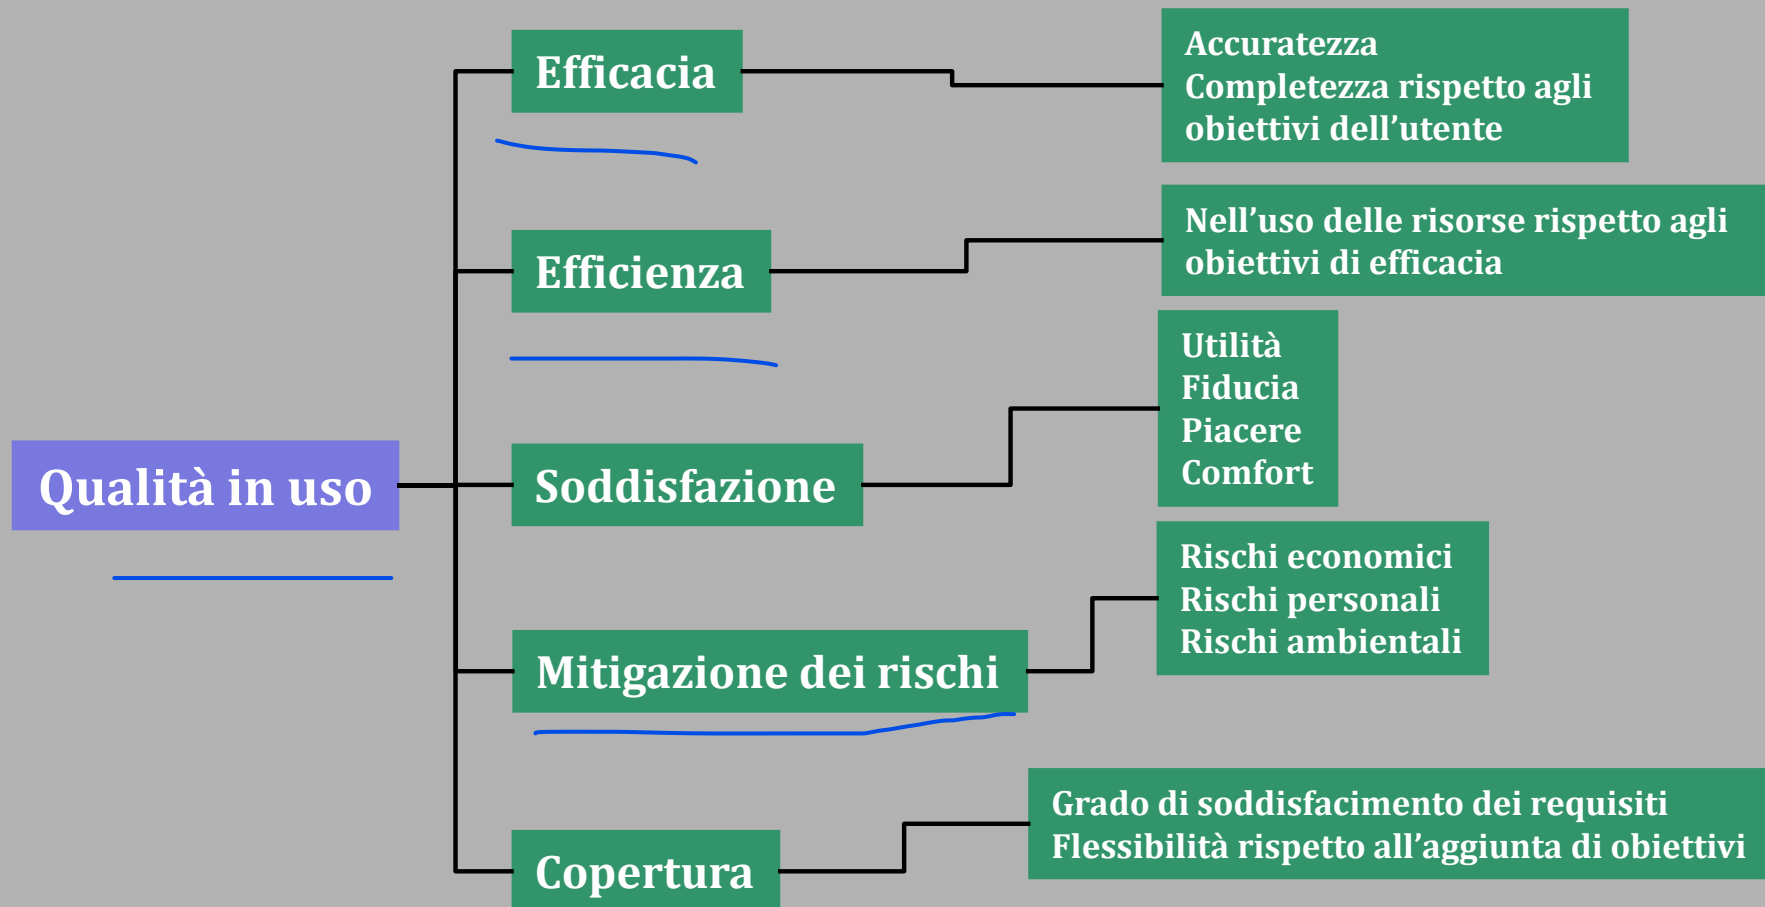 Efficacia
Accuratezza
Completezza rispetto agli
obiettivi dell’utente
Efficienza
Nell’uso delle risorse rispetto agli
obiettivi di efficacia
Qualità in uso
Soddisfazione
Utilità
Fiducia
Piacere
Comfort
Mitigazione dei rischi
Rischi economici
Rischi personali
Rischi ambientali
Copertura
Grado di soddisfacimento dei requisiti
Flessibilità rispetto all’aggiunta di obiettivi